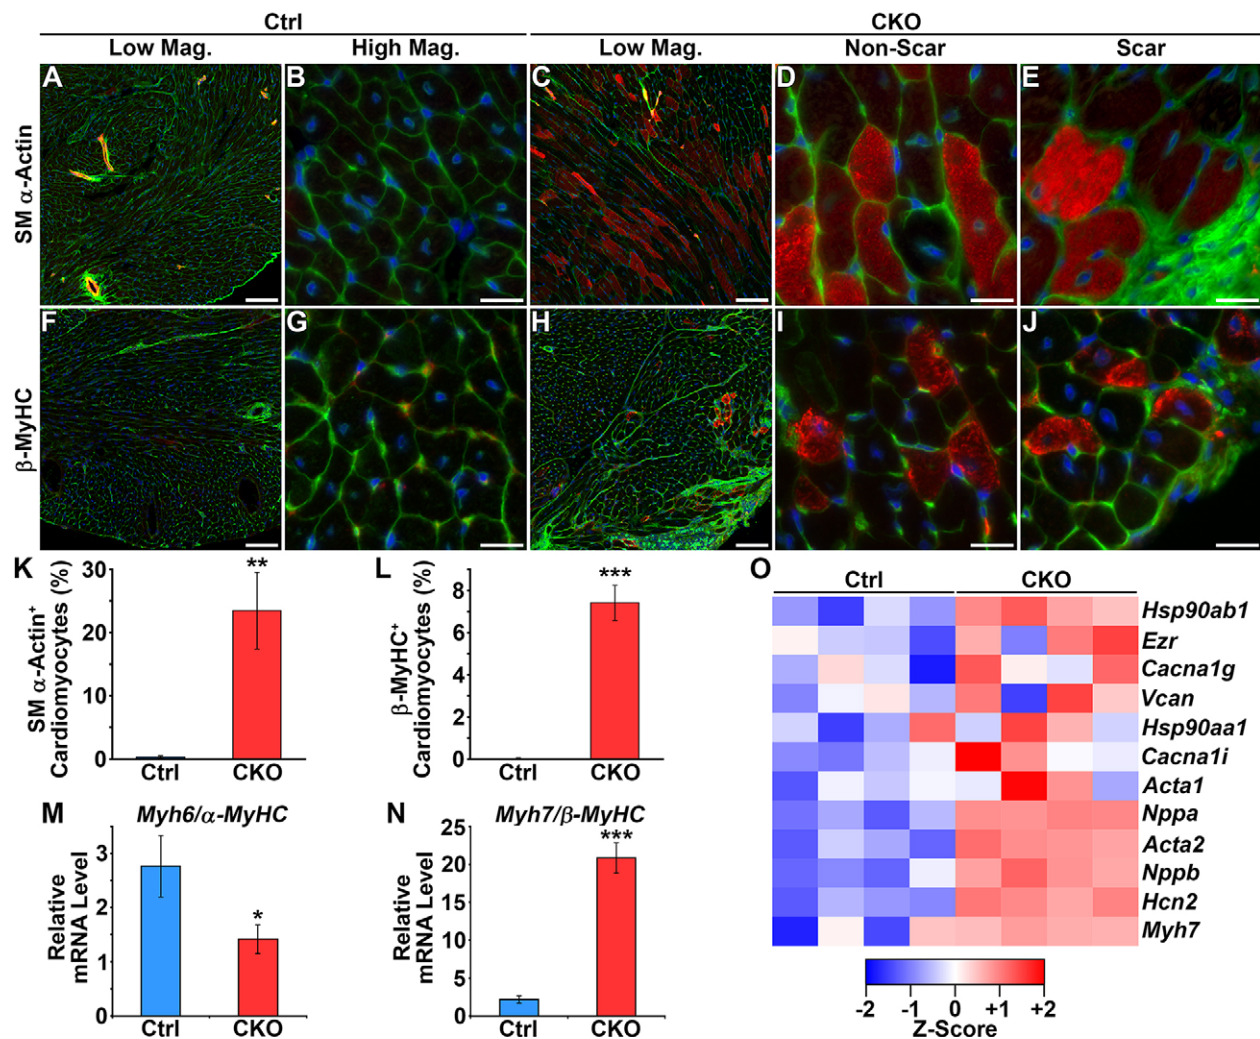 Ctrl CKO
Low Mag. High Mag. Low Mag. Non-Scar Scar
SM α-Actin
A B C D E
β-MyHC
F G H I J
K
SM α-Actin+
Cardiomyocytes (%)
30
20
10
0
**
Ctrl CKO
L
β-MyHC+
Cardiomyocytes (%)
8
6
4
2
0
***
Ctrl CKO
M
Myh6/α-MyHC
Relative
mRNA Level
3
2
1
0
*
Ctrl CKO
N
Myh7/β-MyHC
Relative
mRNA Level
25
20
15
10
5
0
***
Ctrl CKO
O
Ctrl CKO
Hsp90ab1
Ezr
Cacna1g
Vcan
Hsp90aa1
Cacna1i
Acta1
Nppa
Acta2
Nppb
Hcn2
Myh7
-2 -1 0 +1 +2
Z-Score